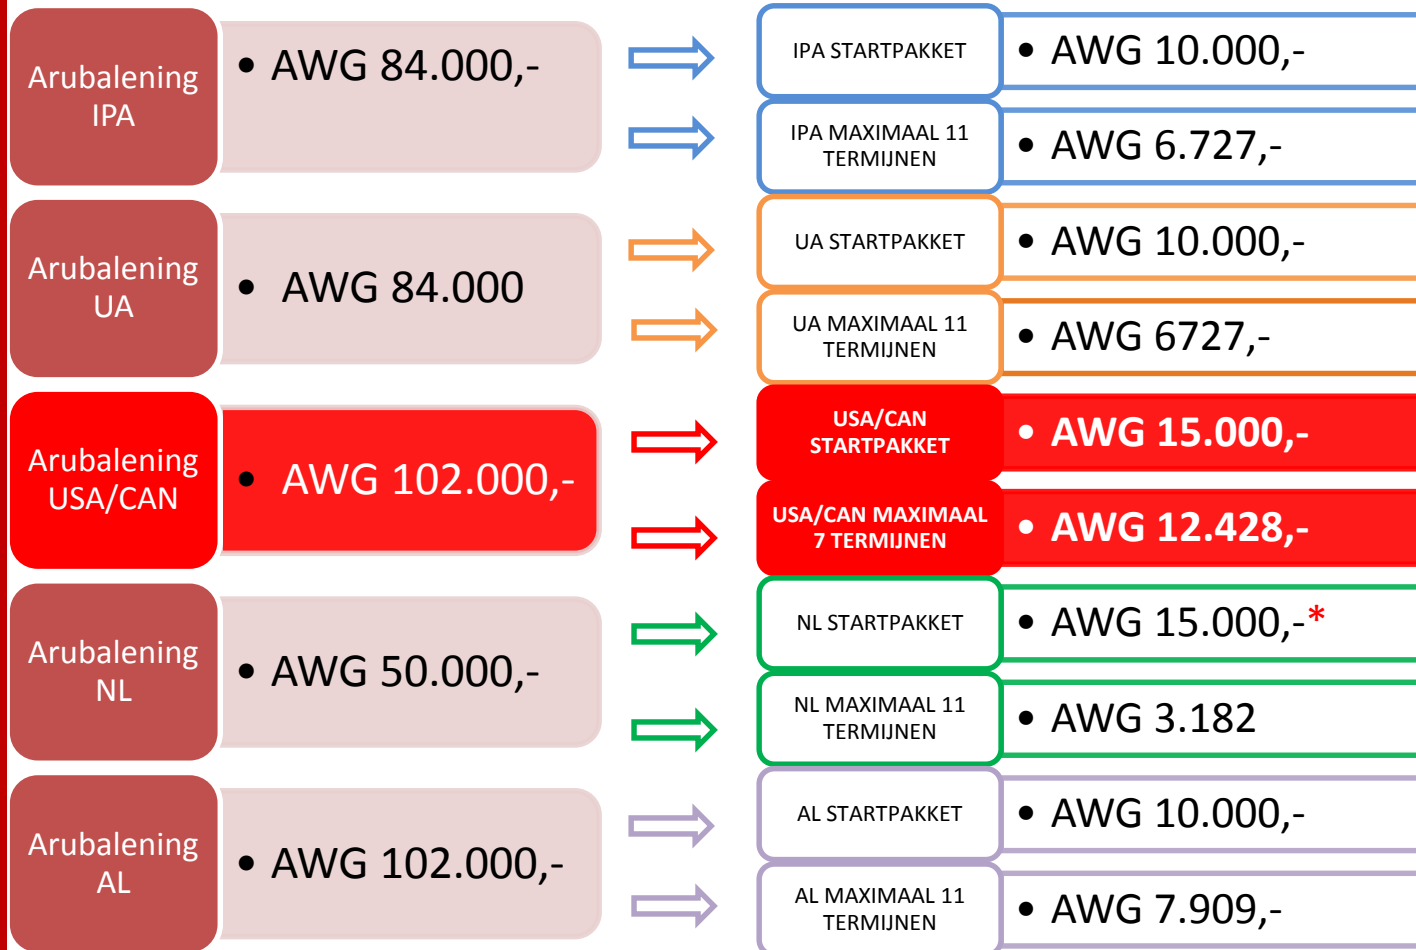 Arubalening
IPA
• AWG 84.000,-
IPA STARTPAKKET
• AWG 10.000,-
IPA MAXIMAAL 11
TERMIJNEN
• AWG 6.727,-
Arubalening
UA
• AWG 84.000
UA STARTPAKKET
• AWG 10.000,-
UA MAXIMAAL 11
TERMIJNEN
• AWG 6727,-
Arubalening
USA/CAN
• AWG 102.000,-
USA/CAN
STARTPAKKET
• AWG 15.000,-
USA/CAN MAXIMAAL
7 TERMIJNEN
• AWG 12.428,-
Arubalening
NL
• AWG 50.000,-
NL STARTPAKKET
• AWG 15.000,-*
NL MAXIMAAL 11
TERMIJNEN
• AWG 3.182
Arubalening
AL
• AWG 102.000,-
AL STARTPAKKET
• AWG 10.000,-
AL MAXIMAAL 11
TERMIJNEN
• AWG 7.909,-